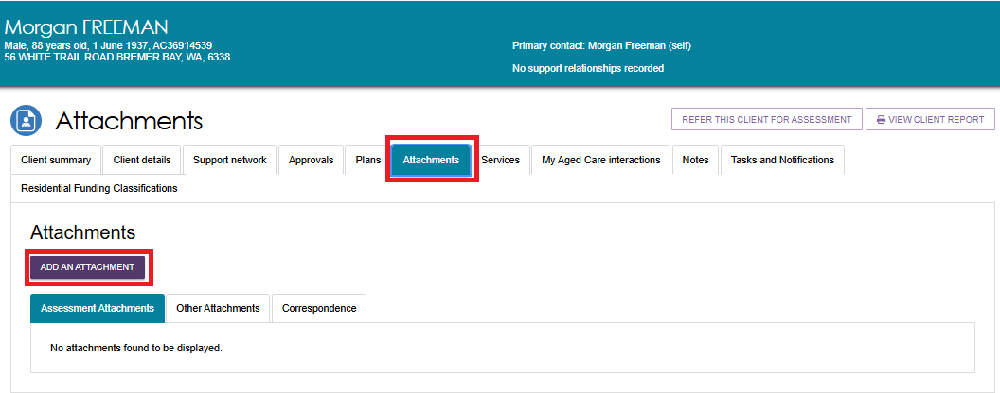 Morgan FREEMAN
Male, 88 years old, 1 June 1937, AC36914539
56 WHITE TRAIL ROAD BREMER BAY, WA, 6338
Primary contact: Morgan Freeman (self)
No support relationships recorded
Attachments
REFER THIS CLIENT FOR ASSESSMENT
VIEW CLIENT REPORT
Client summary
Client details
Support network
Approvals
Plans
Attachments
Services
My Aged Care interactions
Notes
Tasks and Notifications
Residential Funding Classifications
Attachments
ADD AN ATTACHMENT
Assessment Attachments
Other Attachments
Correspondence
No attachments found to be displayed.